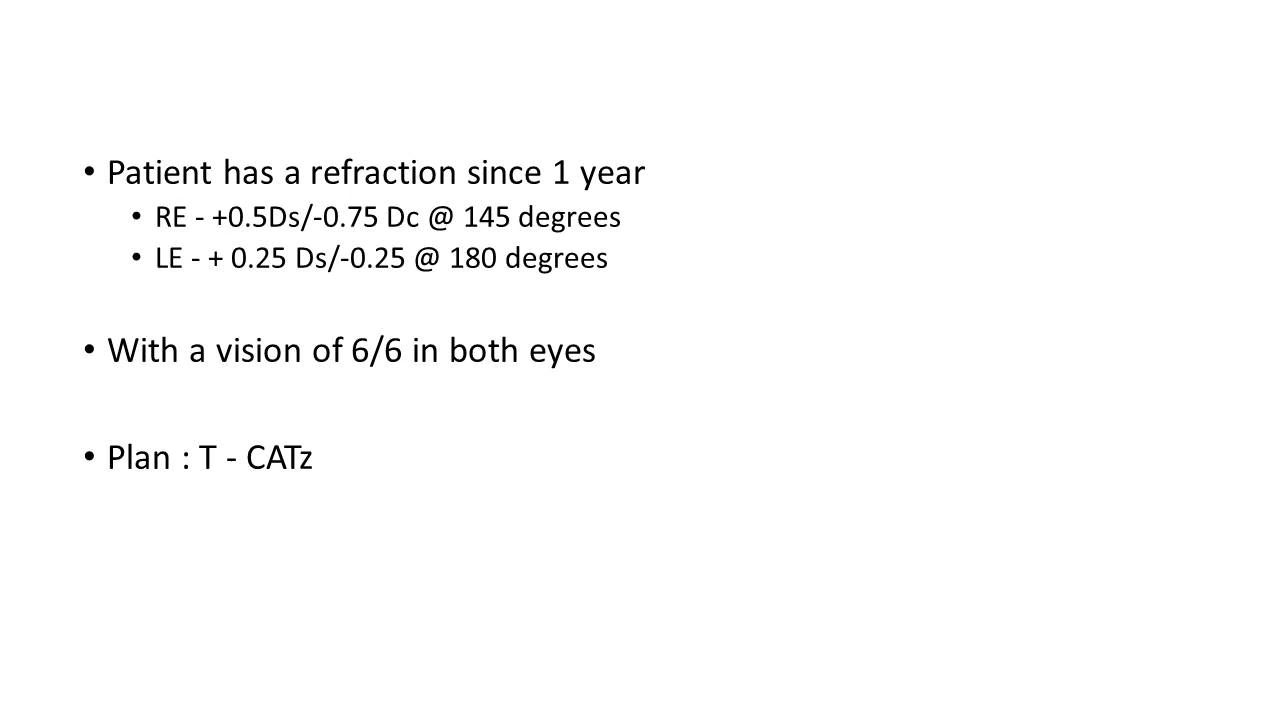 • Patient has a refraction since 1 year
• RE - +0.5Ds/-0.75 Dc @ 145 degrees
• LE - + 0.25 Ds/-0.25 @ 180 degrees
• With a vision of 6/6 in both eyes
• Plan : T - CATz